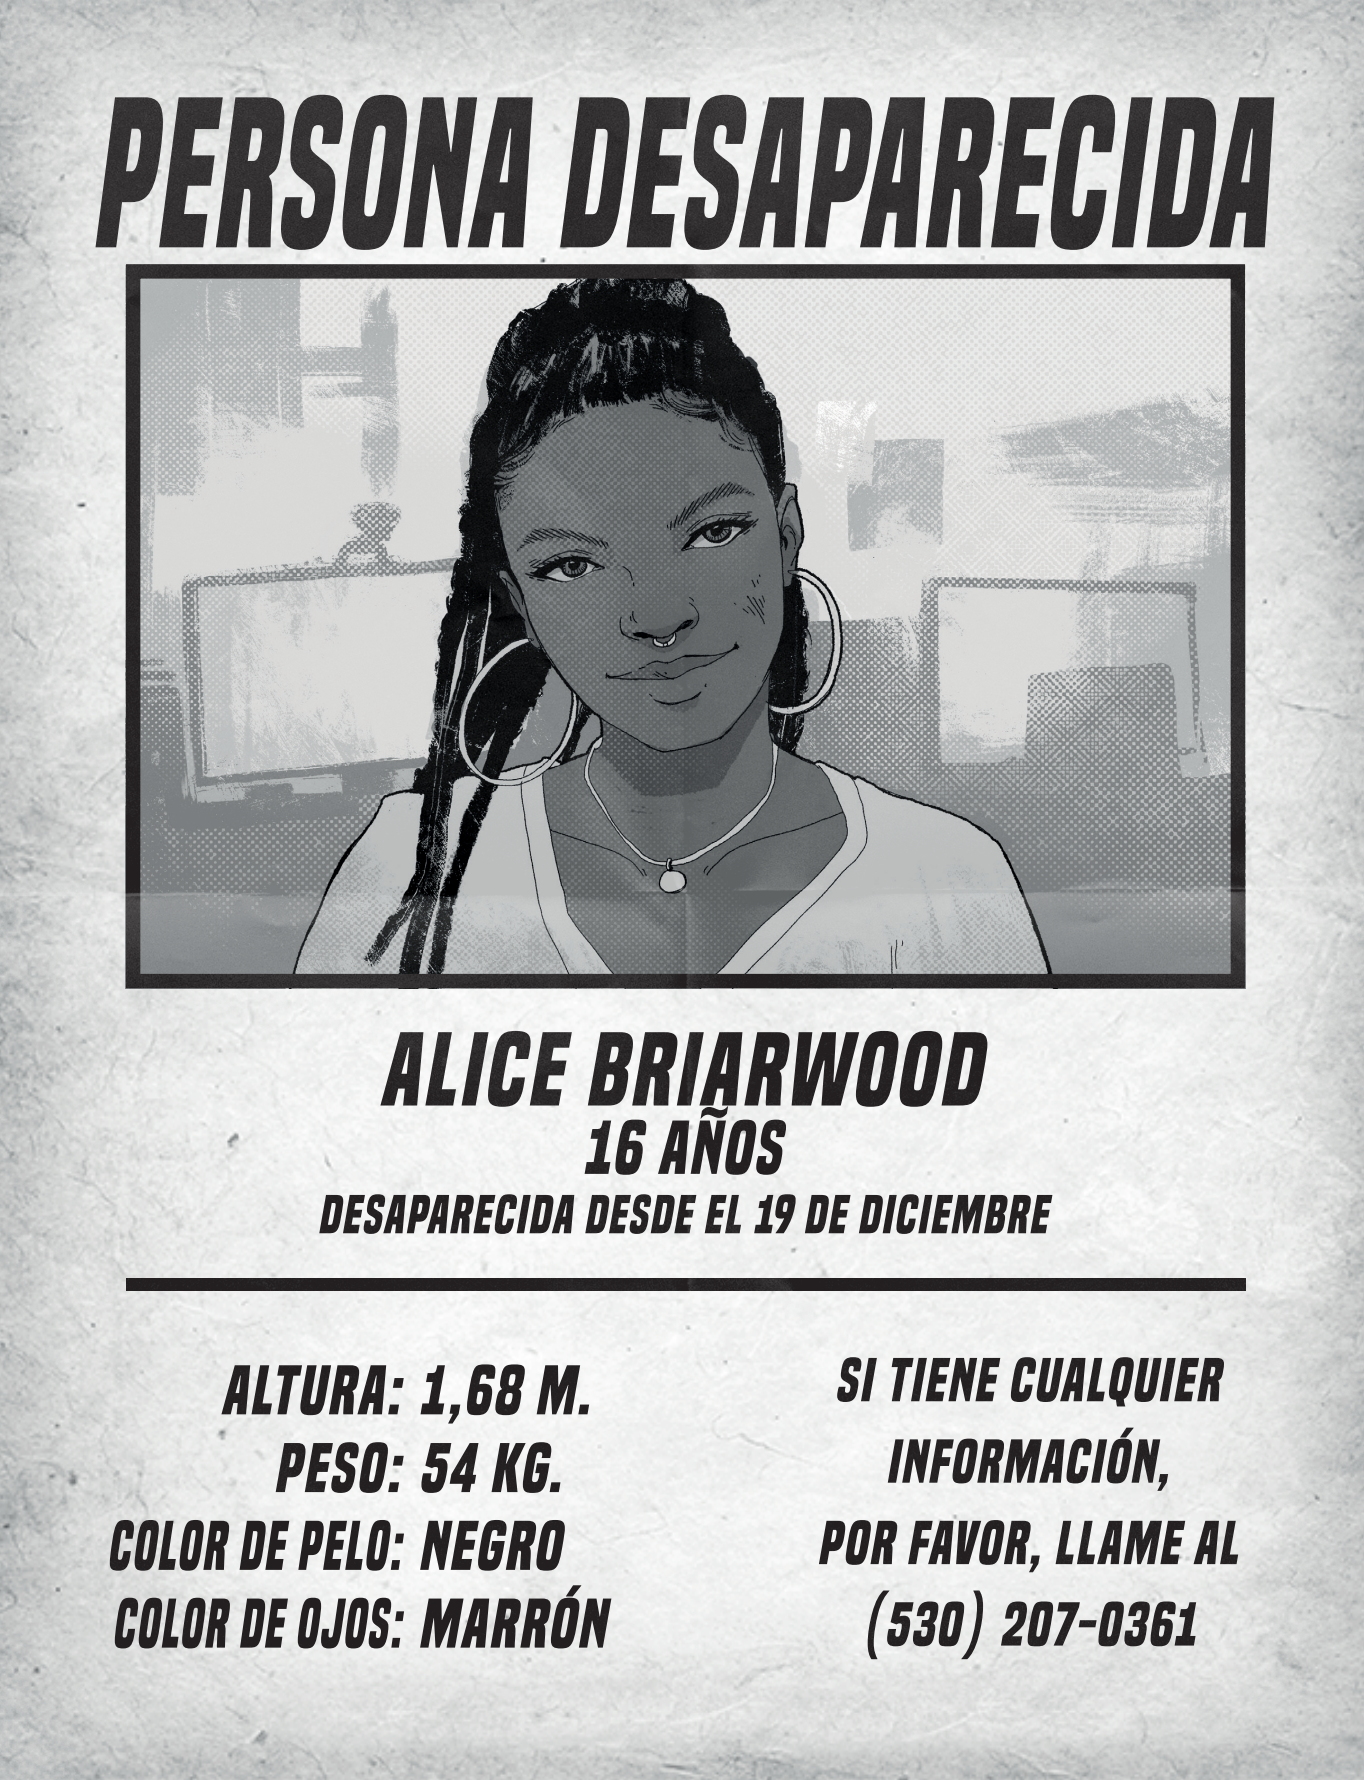 PERSONA DESAPARECIDA
ALICE BRIARWOOD
16 AÑOS
DESAPARECIDA DESDE EL 19 DE DICIEMBRE
ALTURA: 1,68 M.
PESO: 54 KG.
COLOR DE PELO: NEGRO
COLOR DE OJOS: MARRÓN
SI TIENE CUALQUIER
INFORMACIÓN,
POR FAVOR, LLAME AL
(530) 207-0361